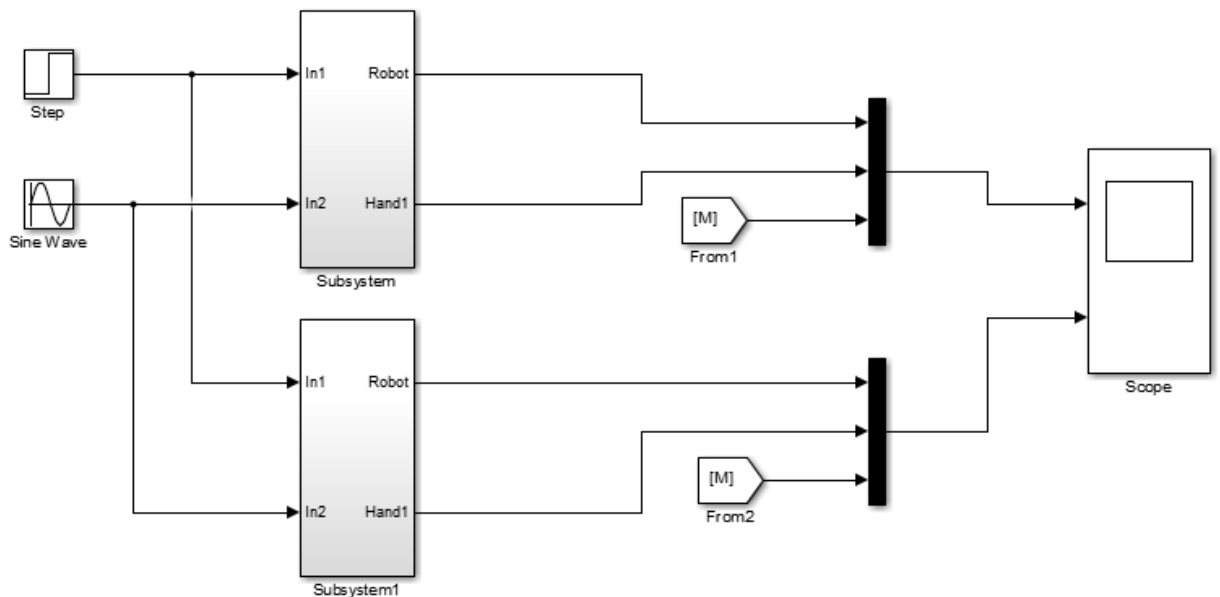 Step
Sine Wave
In1
Robot
In2
Hand1
Subsystem
[M]
From1
In1
Robot
In2
Hand1
Subsystem1
[M]
From2
Scope